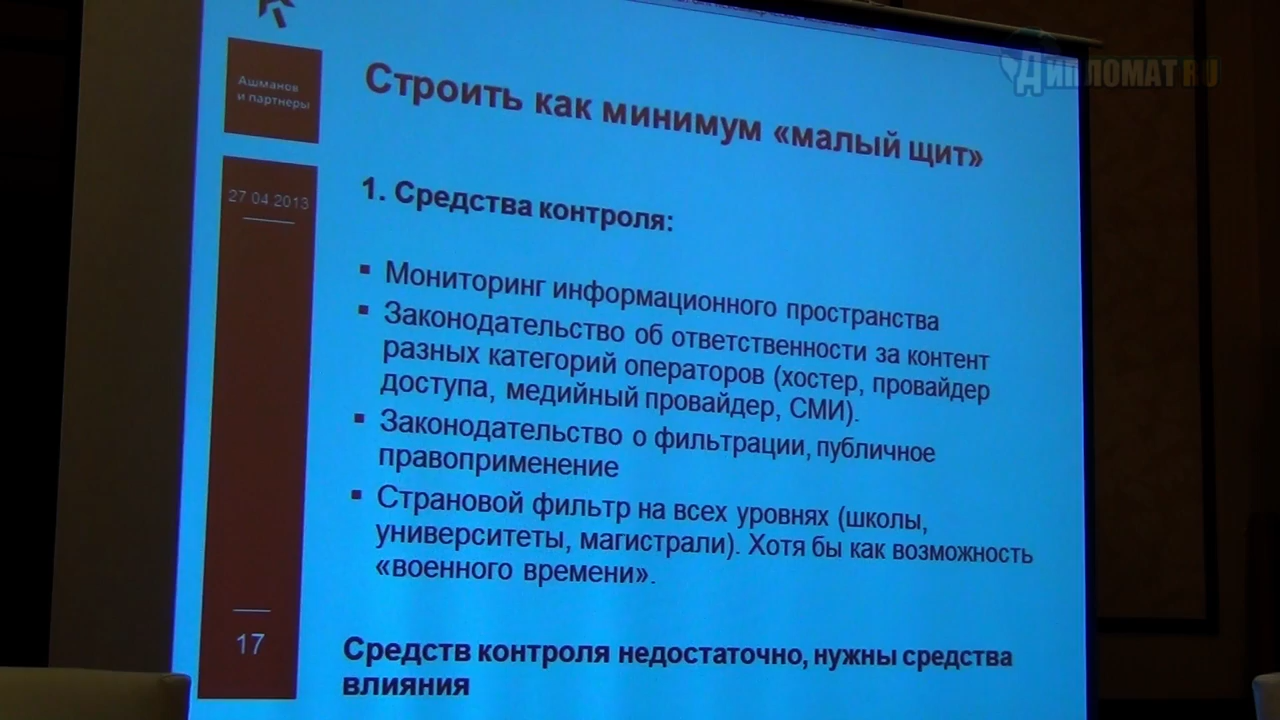 ДИПЛОМАТ RU
Ашманов
и партнеры
Строить как минимум «малый щит»
27 04 2013
1. Средства контроля:
▪ Мониторинг информационного пространства
▪ Законодательство об ответственности за контент
разных категорий операторов (хостер, провайдер
доступа, медийный провайдер, СМИ).
▪ Законодательство о фильтрации, публичное
правоприменение
▪ Страновой фильтр на всех уровнях (школы,
университеты, магистрали). Хотя бы как возможность
«военного времени».
17
Средств контроля недостаточно, нужны средства
влияния